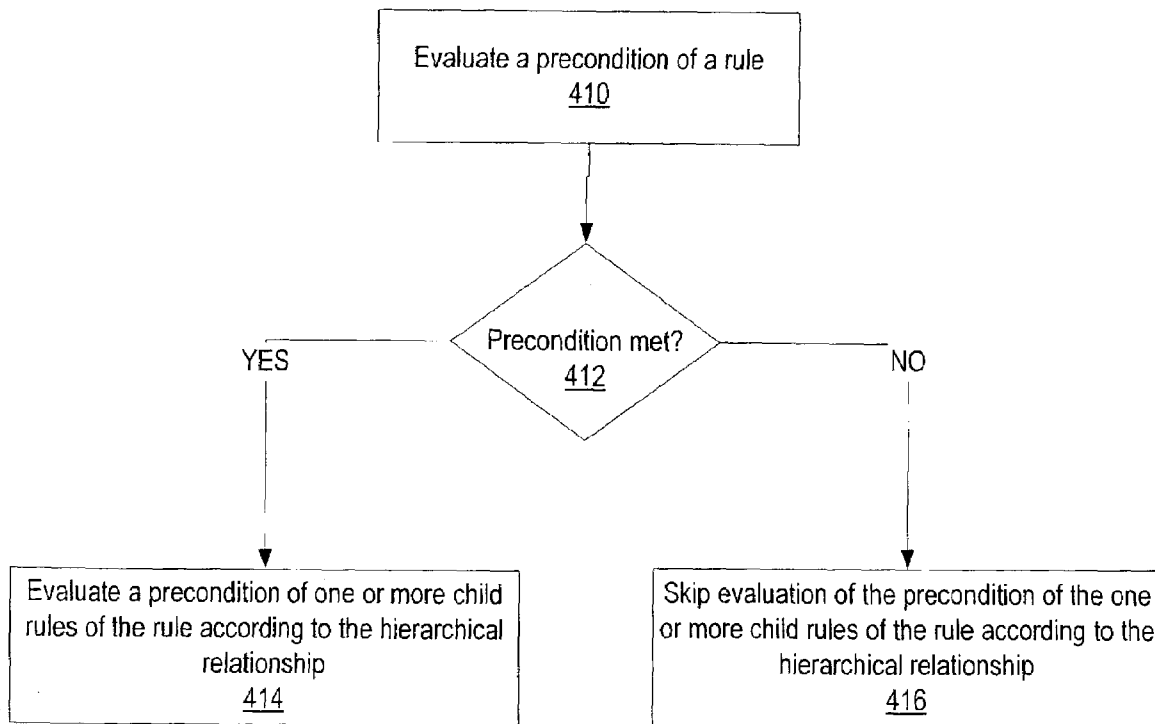 Evaluate a precondition of a rule
410
Precondition met?
412
YES
NO
Evaluate a precondition of one or more child
rules of the rule according to the hierarchical
relationship
414
Skip evaluation of the precondition of the one
or more child rules of the rule according to the
hierarchical relationship
416